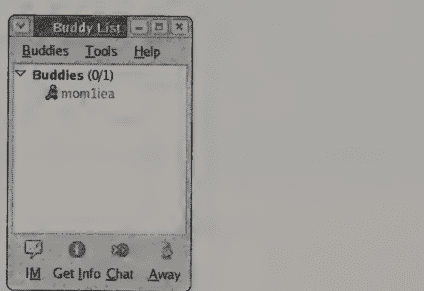 Buddy List
Buddies Tools Help
Buddies (0/1)
mom1iea
IM Get Info Chat Away